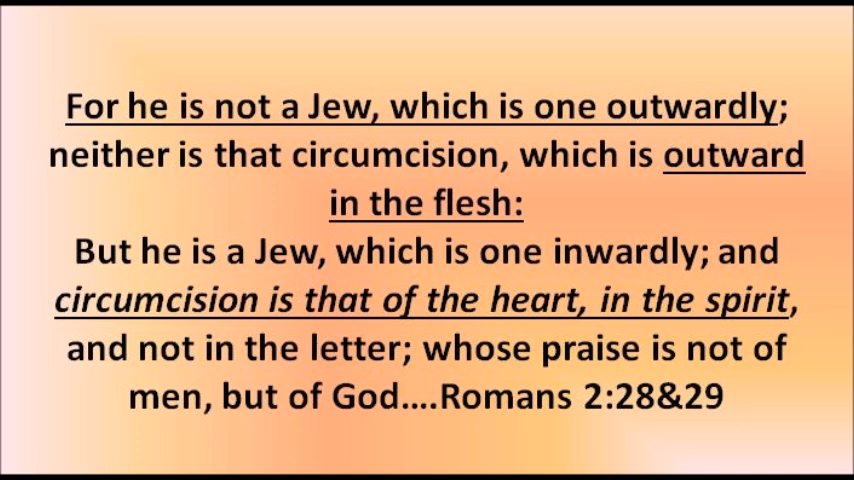 For he is not a Jew, which is one outwardly;
neither is that circumcision, which is outward
in the flesh:
But he is a Jew, which is one inwardly; and
circumcision is that of the heart, in the spirit,
and not in the letter; whose praise is not of
men, but of God....Romans 2:28&29